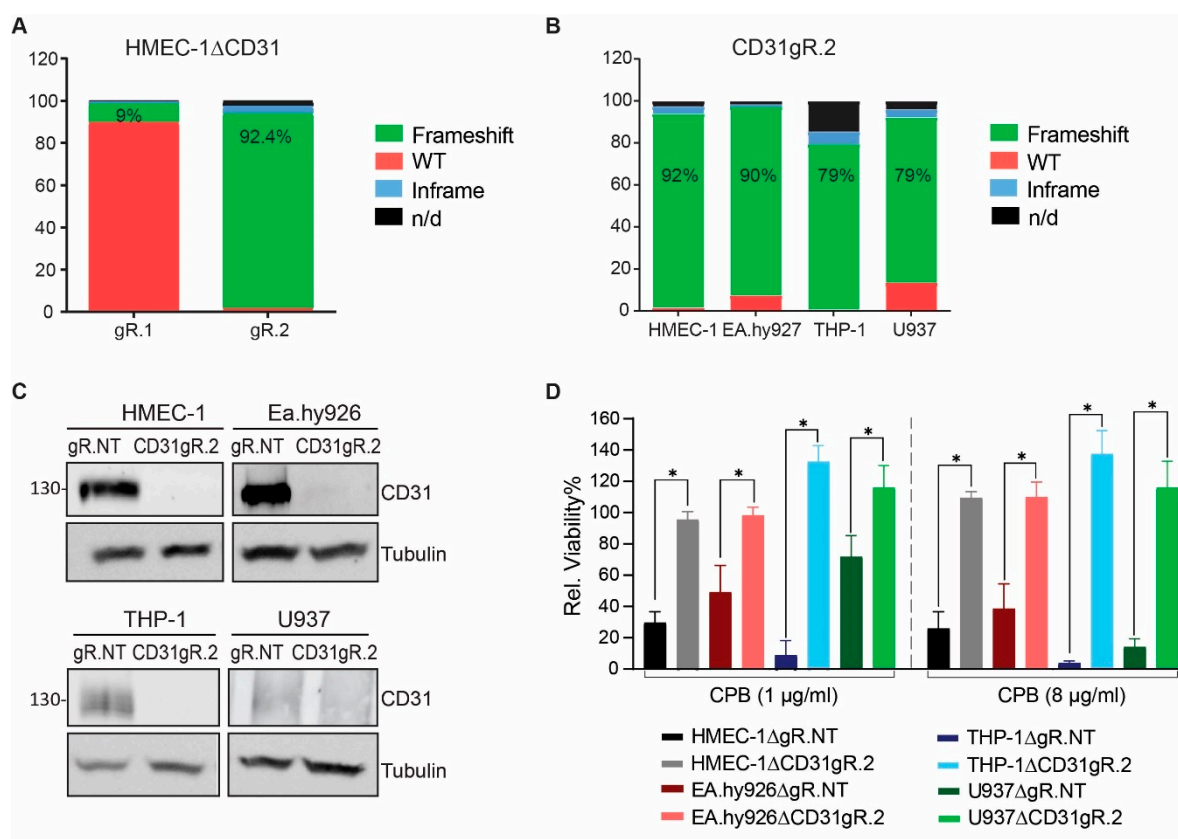 A
HMEC-1ΔCD31
120
100
80
60
40
20
0
9%
92.4%
gR.1
gR.2
Frameshift
WT
Inframe
n/d
B
CD31gR.2
120
100
80
60
40
20
0
92%
90%
79%
79%
HMEC-1 EA.hy927 THP-1 U937
Frameshift
WT
Inframe
n/d
C
HMEC-1
Ea.hy926
gR.NT CD31gR.2
gR.NT CD31gR.2
130-
CD31
Tubulin
THP-1
U937
gR.NT CD31gR.2
gR.NT CD31gR.2
130-
CD31
Tubulin
D
Rel. Viability%
160
140
120
100
80
60
40
20
0
* * * * * * * *
CPB (1 µg/ml)
CPB (8 µg/ml)
HMEC-1ΔgR.NT
HMEC-1ΔCD31gR.2
EA.hy926ΔgR.NT
EA.hy926ΔCD31gR.2
THP-1ΔgR.NT
THP-1ΔCD31gR.2
U937ΔgR.NT
U937ΔCD31gR.2